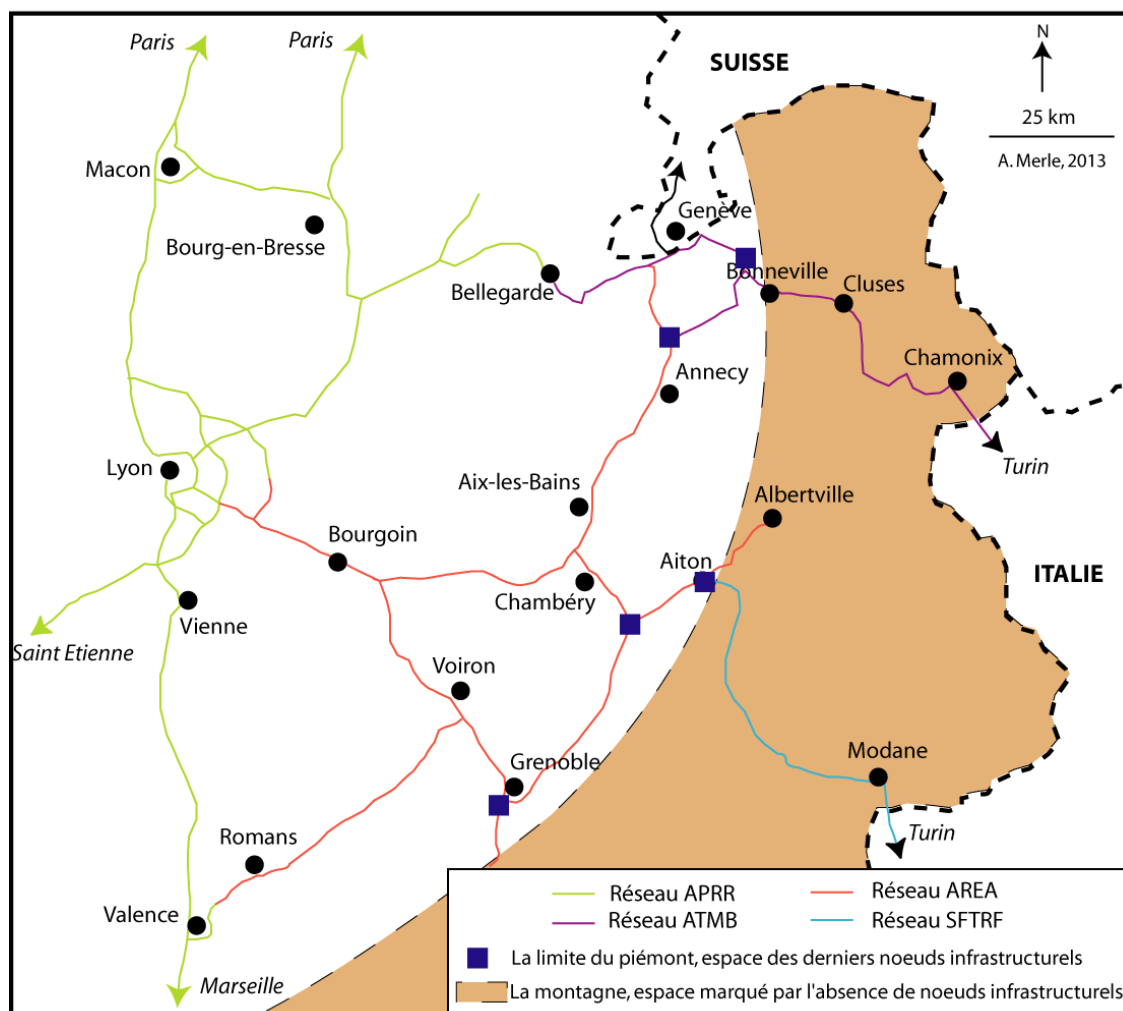 Paris
Paris
SUISSE
N
25 km
A. Merle, 2013
Macon
Genève
Bourg-en-Bresse
Bellegarde
Bonneville
Cluses
Chamonix
Annecy
Turin
Lyon
Aix-les-Bains
Albertville
Bourgoin
Aiton
ITALIE
Chambéry
Vienne
Saint Etienne
Voiron
Grenoble
Modane
Romans
Turin
Valence
Marseille
Réseau APRR
Réseau AREA
Réseau ATMB
Réseau SFTRF
La limite du piémont, espace des derniers noeuds infrastructurels
La montagne, espace marqué par l'absence de noeuds infrastructurels